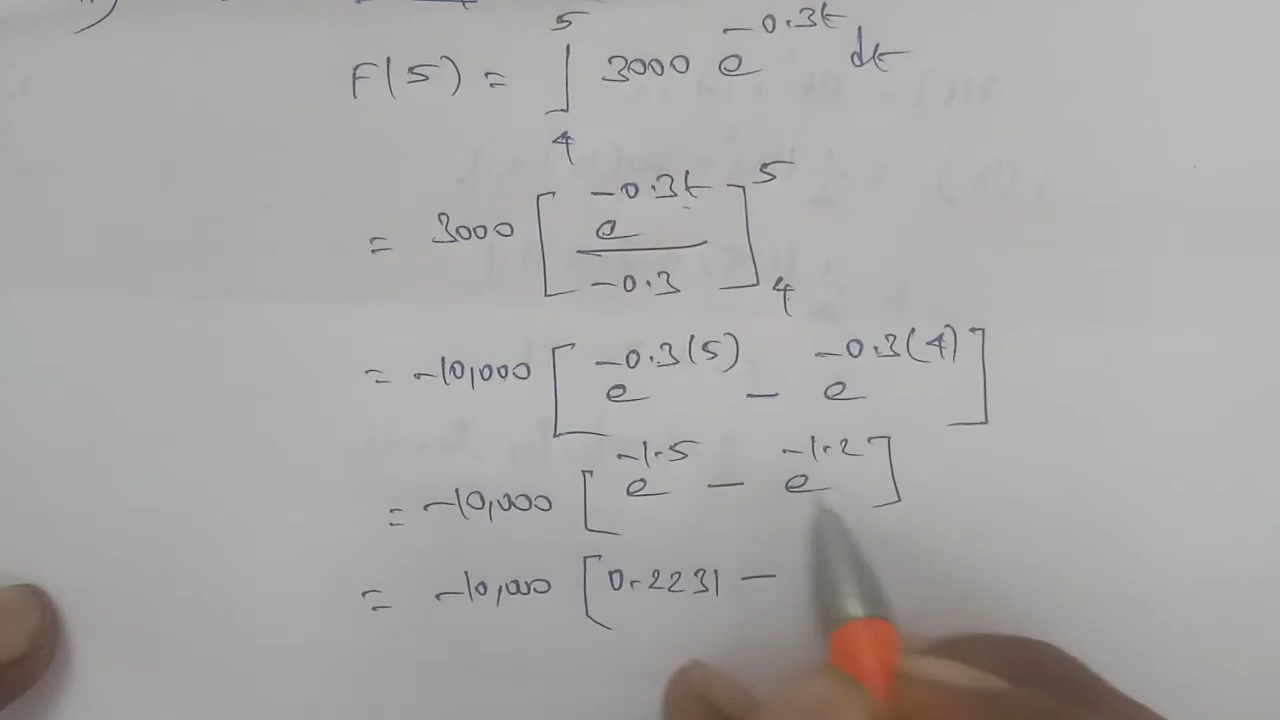 F(5) = ∫₄⁵ 3000 e^{-0.3t} dt
= 3000 [ e^{-0.3t} / -0.3 ]₄⁵
= -10,000 [ e^{-0.3(5)} - e^{-0.3(4)} ]
= -10,000 [ e^{-1.5} - e^{-1.2} ]
= -10,000 [ 0.2231 -